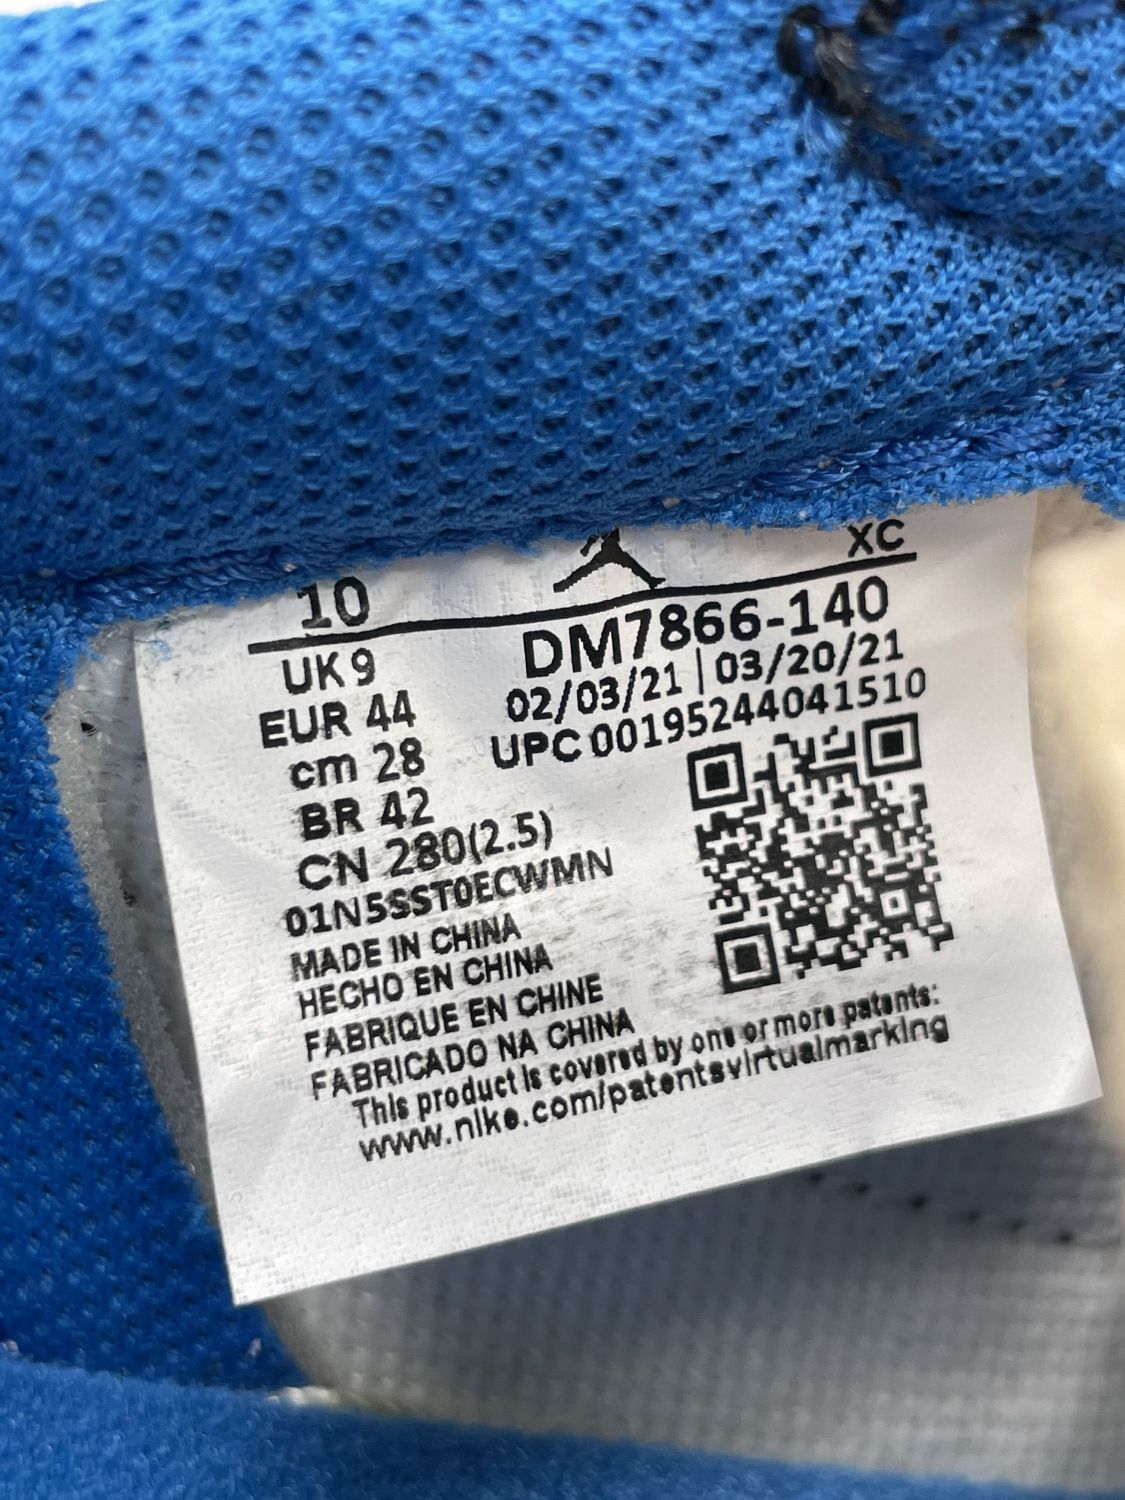 10 XC
UK 9 DM7866-140
EUR 44 02/03/21 | 03/20/21
cm 28 UPC 00195244041510
BR 42
CN 280(2.5)
01N5SST0ECWMN
MADE IN CHINA
HECHO EN CHINA
FABRIQUE EN CHINE
FABRICADO NA CHINA
This product is covered by one or more patents:
www.nike.com/patentsvirtualmarking